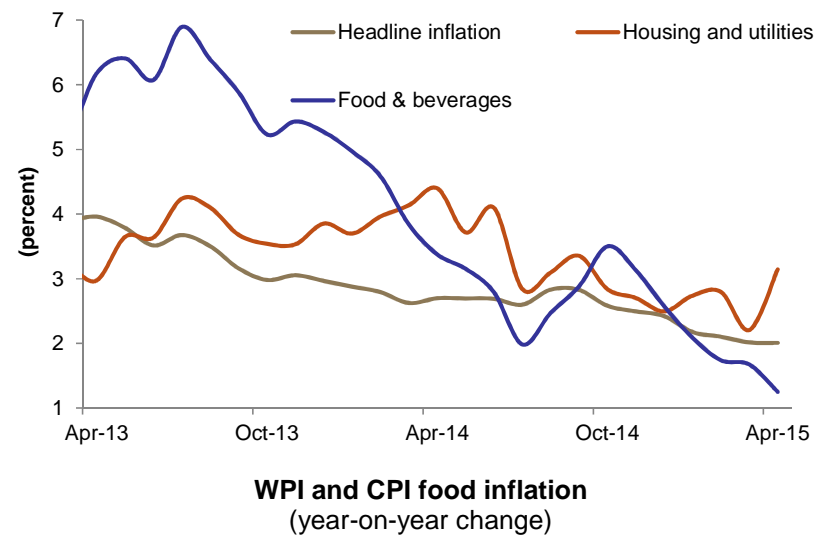 7
6
5
4
3
2
1
(percent)
Headline inflation
Housing and utilities
Food & beverages
Apr-13
Oct-13
Apr-14
Oct-14
Apr-15
WPI and CPI food inflation
(year-on-year change)